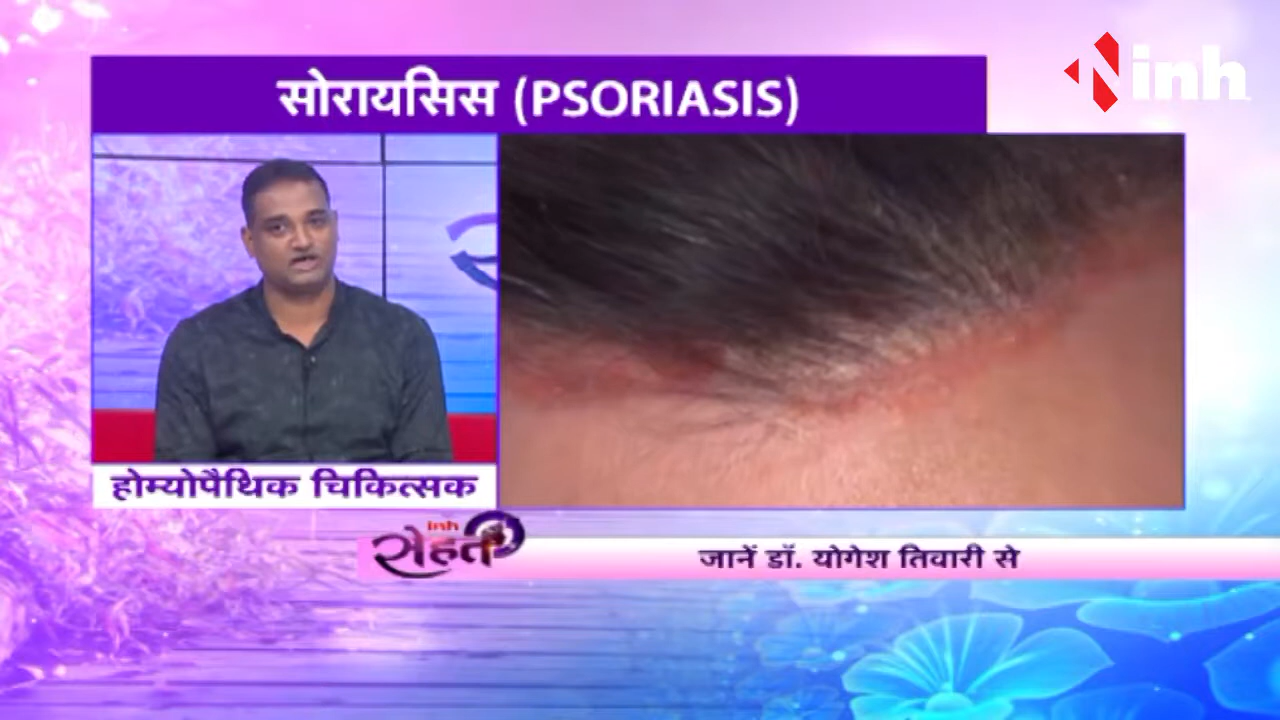 सोरायसिस (PSORIASIS)
inh
होम्योपैथिक चिकित्सक
inh
सेहत
जानें डॉ. योगेश तिवारी से